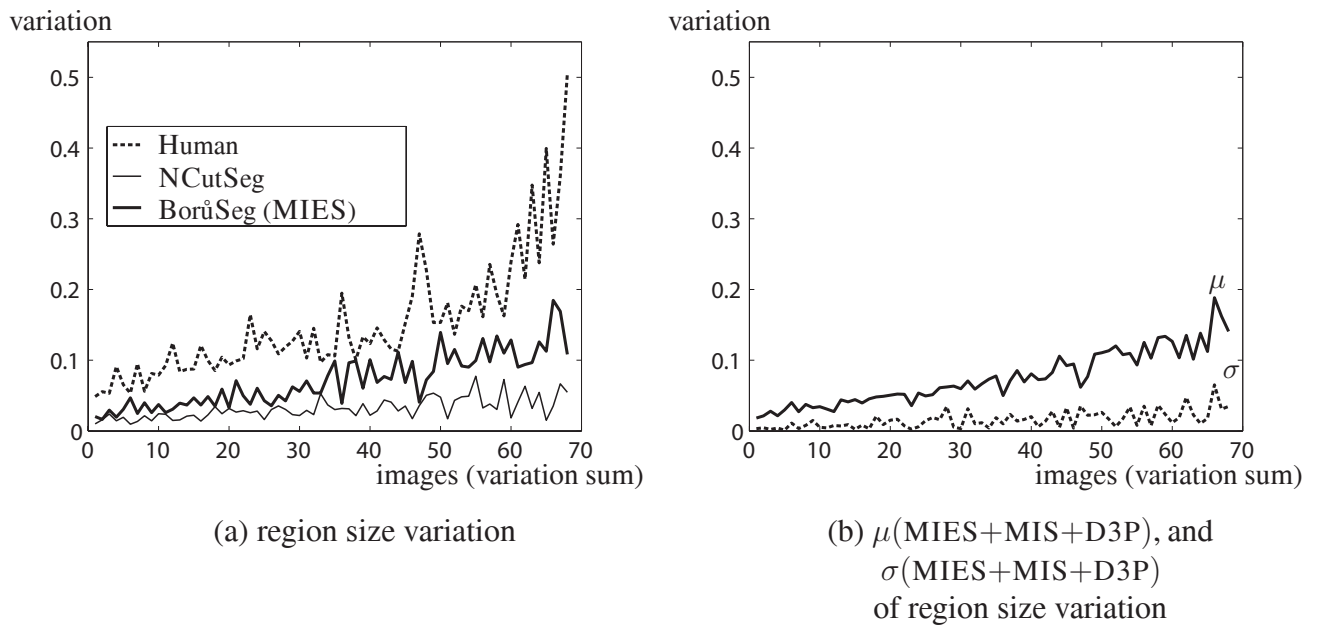 variation
0.5
0.4
0.3
0.2
0.1
0
0 10 20 30 40 50 60 70
Human
NCutSeg
BorůSeg (MIES)
images (variation sum)
(a) region size variation
variation
0.5
0.4
0.3
0.2
0.1
0
0 10 20 30 40 50 60 70
μ
σ
images (variation sum)
(b) μ(MIES+MIS+D3P), and
σ(MIES+MIS+D3P)
of region size variation